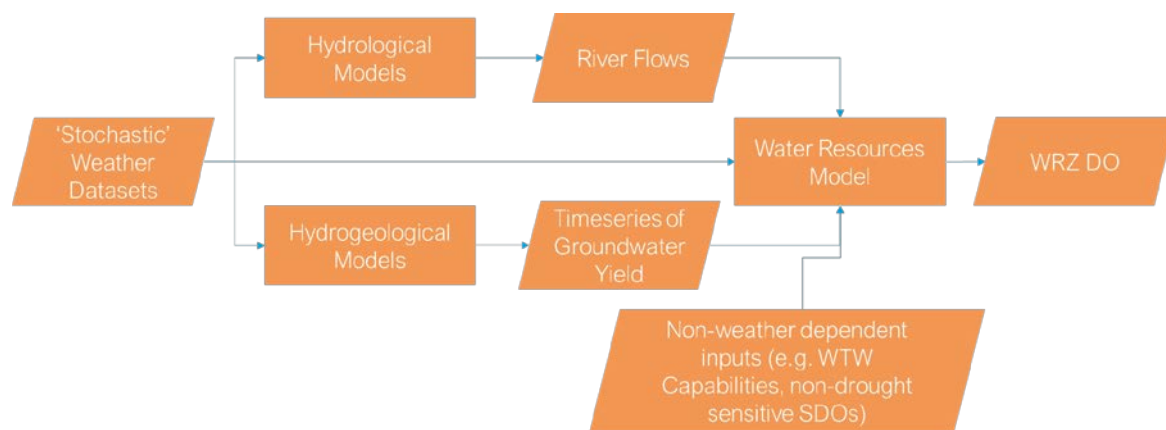 Hydrological
Models
River Flows
'Stochastic'
Weather
Datasets
Water Resources
Model
WRZ DO
Hydrogeological
Models
Timeseries of
Groundwater
Yield
Non-weather dependent
inputs (e.g. WTW
Capabilities, non-drought
sensitive SDOs)